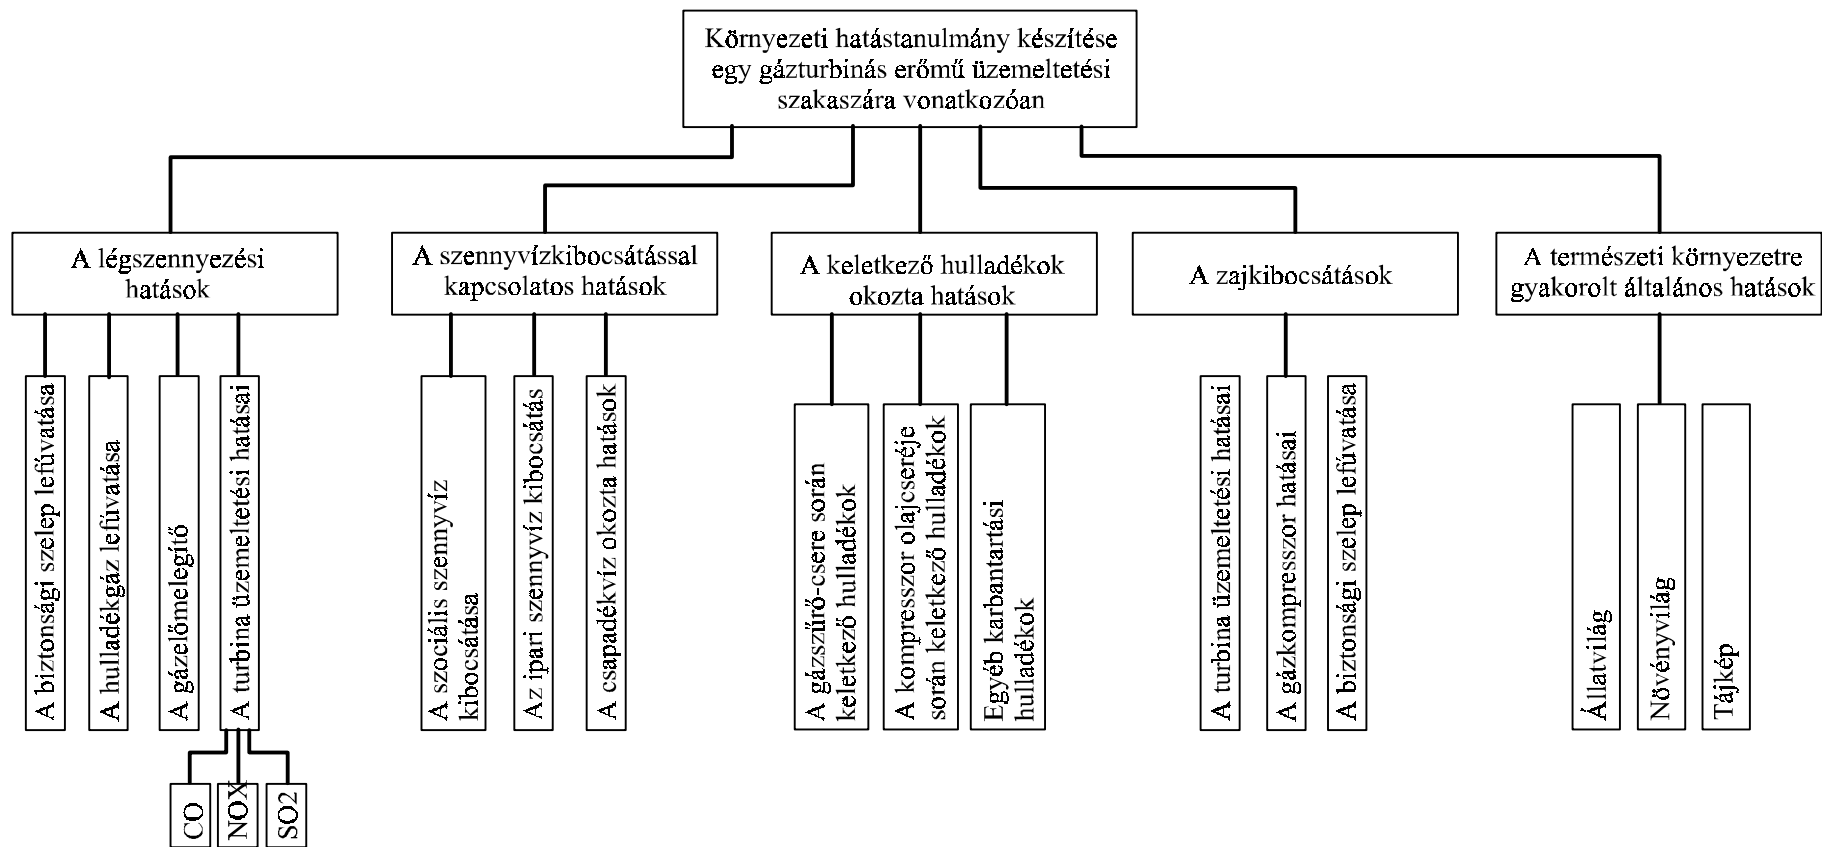 Környezeti hatástanulmány készítése
egy gázturbinás erőmű üzemeltetési
szakaszára vonatkozóan
A légszennyezési
hatások
A szennyvízkibocsátással
kapcsolatos hatások
A keletkező hulladékok
okozta hatások
A zajkibocsátások
A természeti környezetre
gyakorolt általános hatások
A biztonsági szelep lefúvatása
A hulladékgáz lefúvatása
A gázelőmelegítő
A turbina üzemeltetési hatásai
A szociális szennyvíz
kibocsátása
Az ipari szennyvíz kibocsátás
A csapadékvíz okozta hatások
A gázszűrő-csere során
keletkező hulladékok
A kompresszor olajcseréje
során keletkező hulladékok
Egyéb karbantartási
hulladékok
A turbina üzemeltetési hatásai
A gázkompresszor hatásai
A biztonsági szelep lefúvatása
Állatvilág
Növényvilág
Tájkép
CO
NOX
SO2